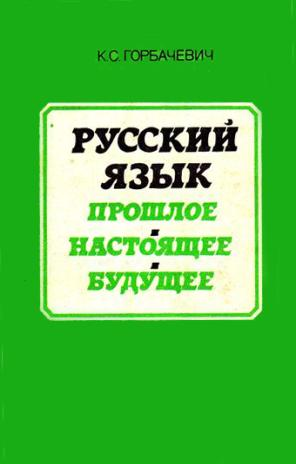 К.С. ГОРБАЧЕВИЧ
РУССКИЙ
ЯЗЫК
ПРОШЛОЕ
·
НАСТОЯЩЕЕ
·
БУДУЩЕЕ